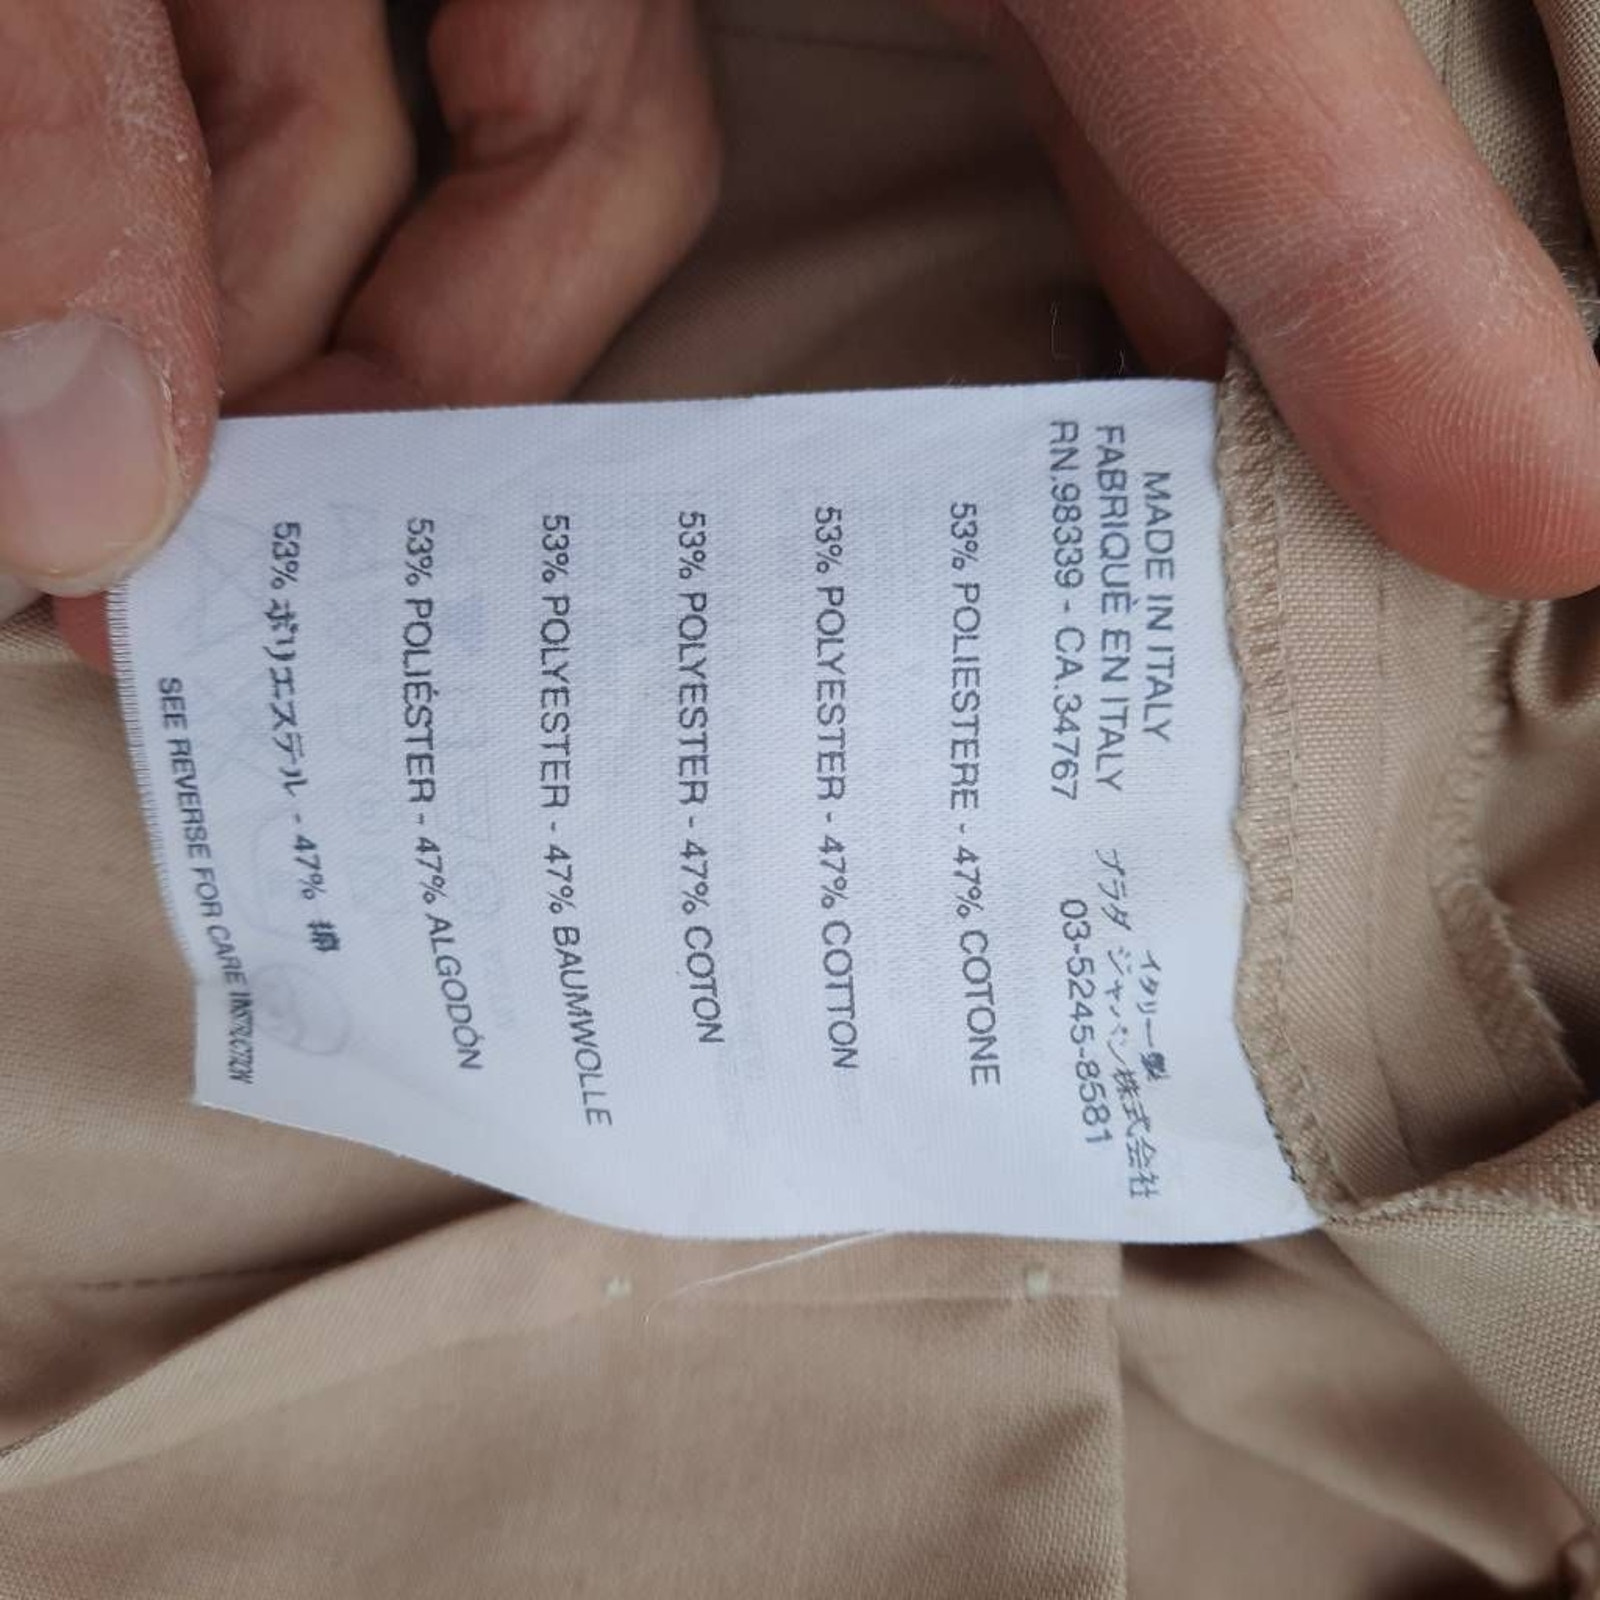 MADE IN ITALY イタリー製
FABRIQUÈ EN ITALY プラダ ジャパン株式会社
RN.98339 - CA.34767 03-5245-8581
53% POLIESTERE - 47% COTONE
53% POLYESTER - 47% COTTON
53% POLYESTER - 47% COTON
53% POLYESTER - 47% BAUMWOLLE
53% POLIÉSTER - 47% ALGODÓN
53% ポリエステル - 47% 綿
SEE REVERSE FOR CARE INSTRUCTION